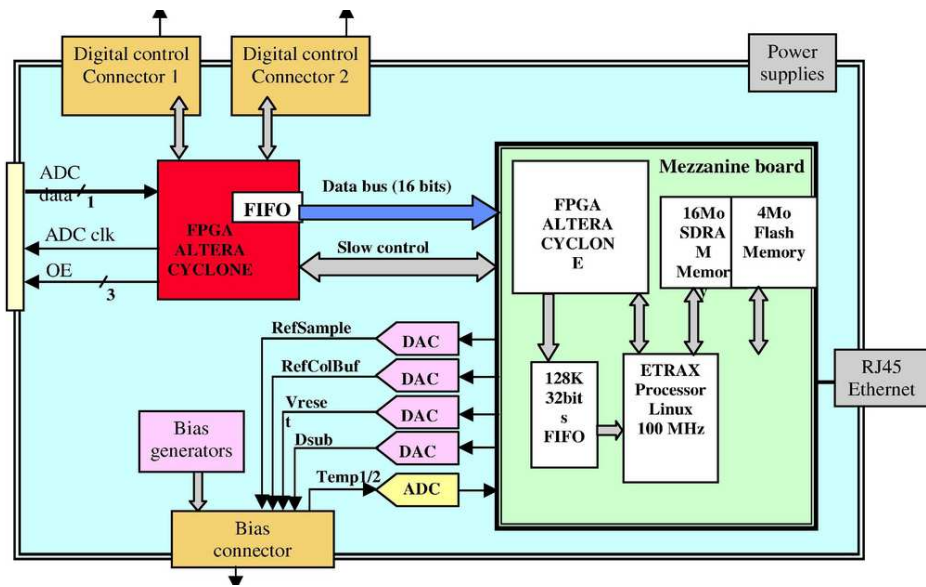 Digital control
Connector 1
Digital control
Connector 2
Power
supplies
ADC
data
1
ADC clk
OE
3
FIFO
FPGA
ALTERA
CYCLONE
Data bus (16 bits)
Slow control
Mezzanine board
FPGA
ALTERA
CYCLON
E
16Mo
SDRA
M
Memor
y
4Mo
Flash
Memory
RefSample
DAC
RefColBuf
DAC
Vrese
t
DAC
Dsub
DAC
Temp1/2
ADC
128K
32bit
s
FIFO
ETRAX
Processor
Linux
100 MHz
RJ45
Ethernet
Bias
generators
Bias
connector